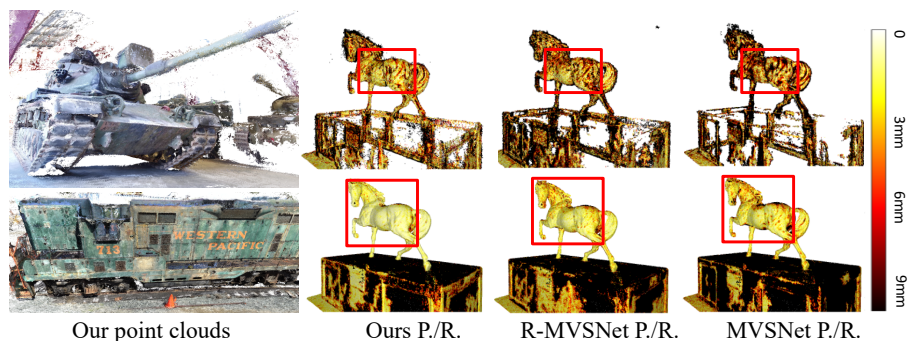 WESTERN
713 PACIFIC
0
3mm
6mm
9mm
Our point clouds
Ours P./R.
R-MVSNet P./R.
MVSNet P./R.